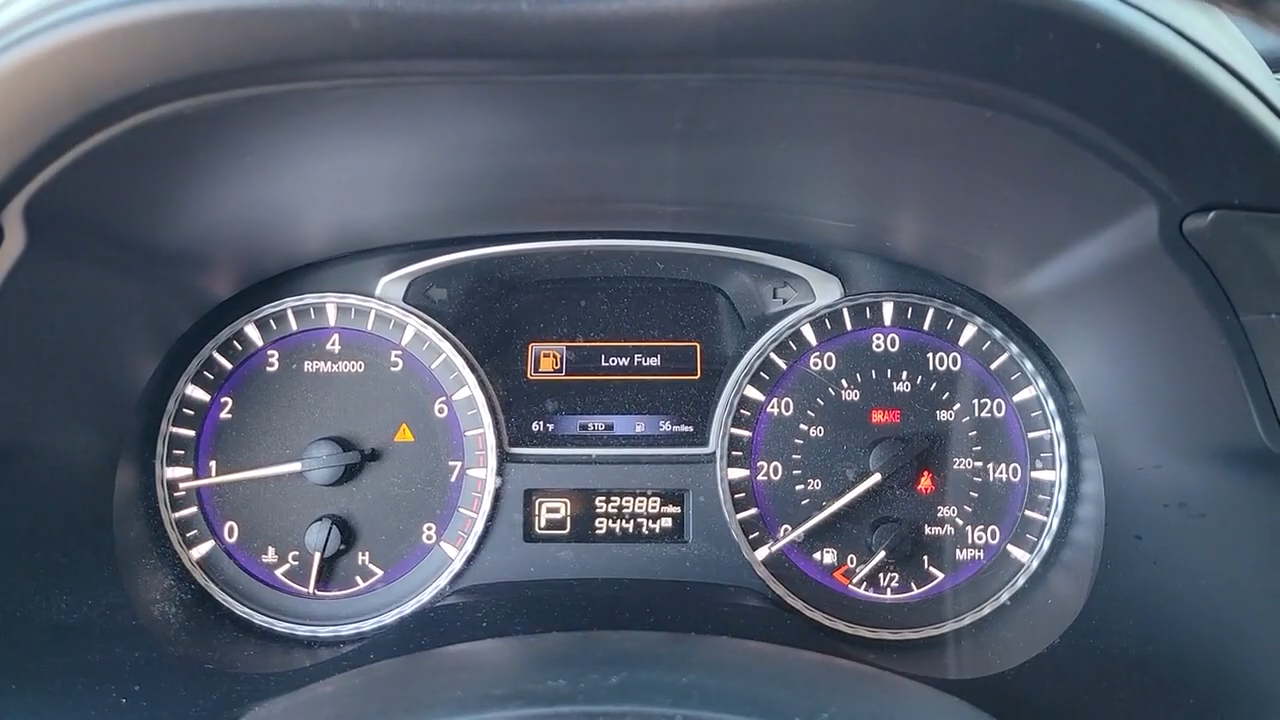 0 1 2 3 4 5 6 7 8
RPMx1000
C H
Low Fuel
61°F STD 56 miles
P
52988 miles
9447.4 A
0 20 40 60 80 100 120 140 160
MPH
20 60 100 140 180 220 260
km/h
BRAKE
0 1/2 1